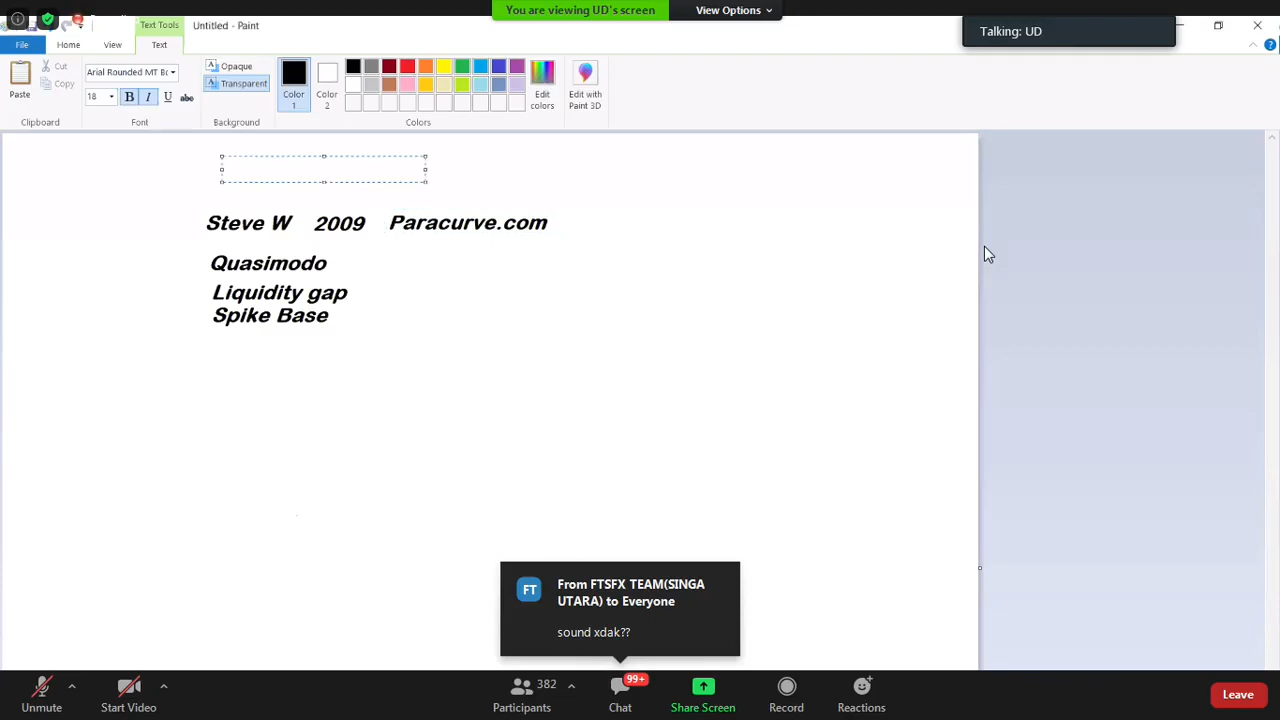 You are viewing UD's screen
View Options
Talking: UD
Text Tools
Untitled - Paint
File
Home
View
Text
Paste
Cut
Copy
Clipboard
Arial Rounded MT Bo
18
B I U abc
Font
Opaque
Transparent
Background
Color 1
Color 2
Edit colors
Colors
Edit with Paint 3D
Steve W 2009 Paracurve.com
Quasimodo
Liquidity gap
Spike Base
FT
From FTSFX TEAM(SINGA
UTARA) to Everyone
sound xdak??
Unmute
Start Video
382
Participants
99+
Chat
Share Screen
Record
Reactions
Leave